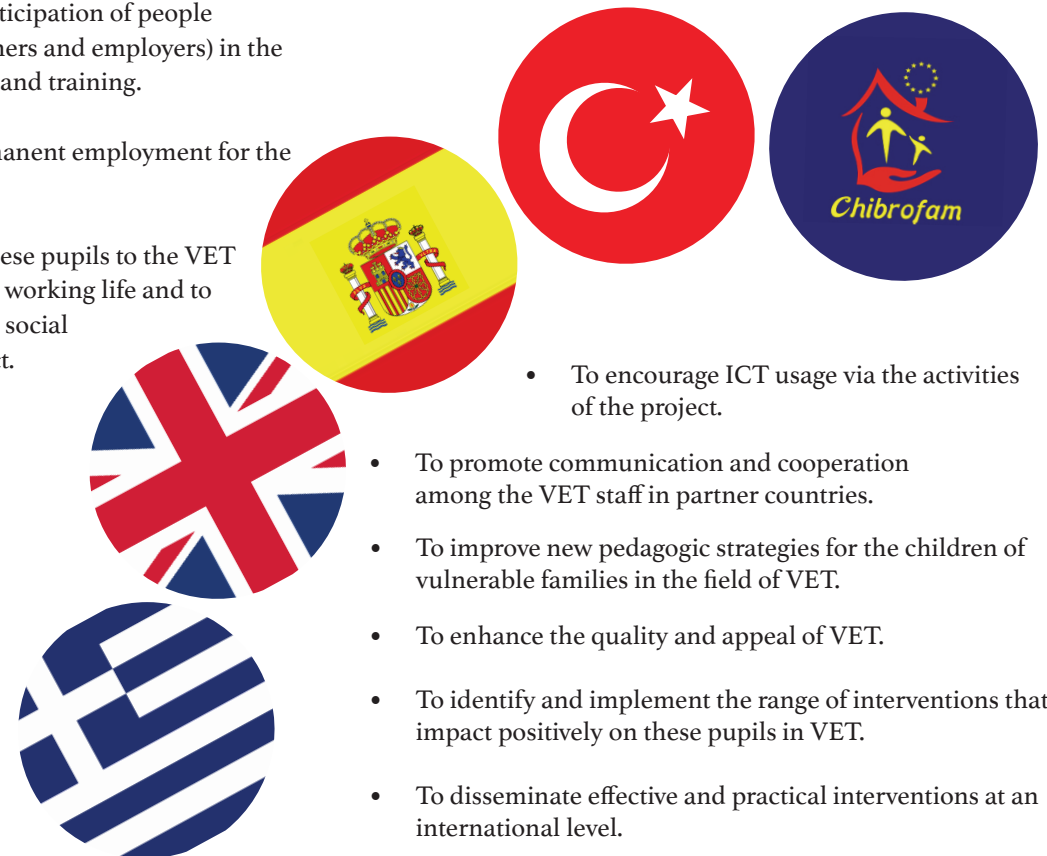 ticipation of people
ners and employers) in the
and training.
nanent employment for the
ese pupils to the VET
working life and to
social
t.
Chibrofam
• To encourage ICT usage via the activities
of the project.
• To promote communication and cooperation
among the VET staff in partner countries.
• To improve new pedagogic strategies for the children of
vulnerable families in the field of VET.
• To enhance the quality and appeal of VET.
• To identify and implement the range of interventions that
impact positively on these pupils in VET.
• To disseminate effective and practical interventions at an
international level.